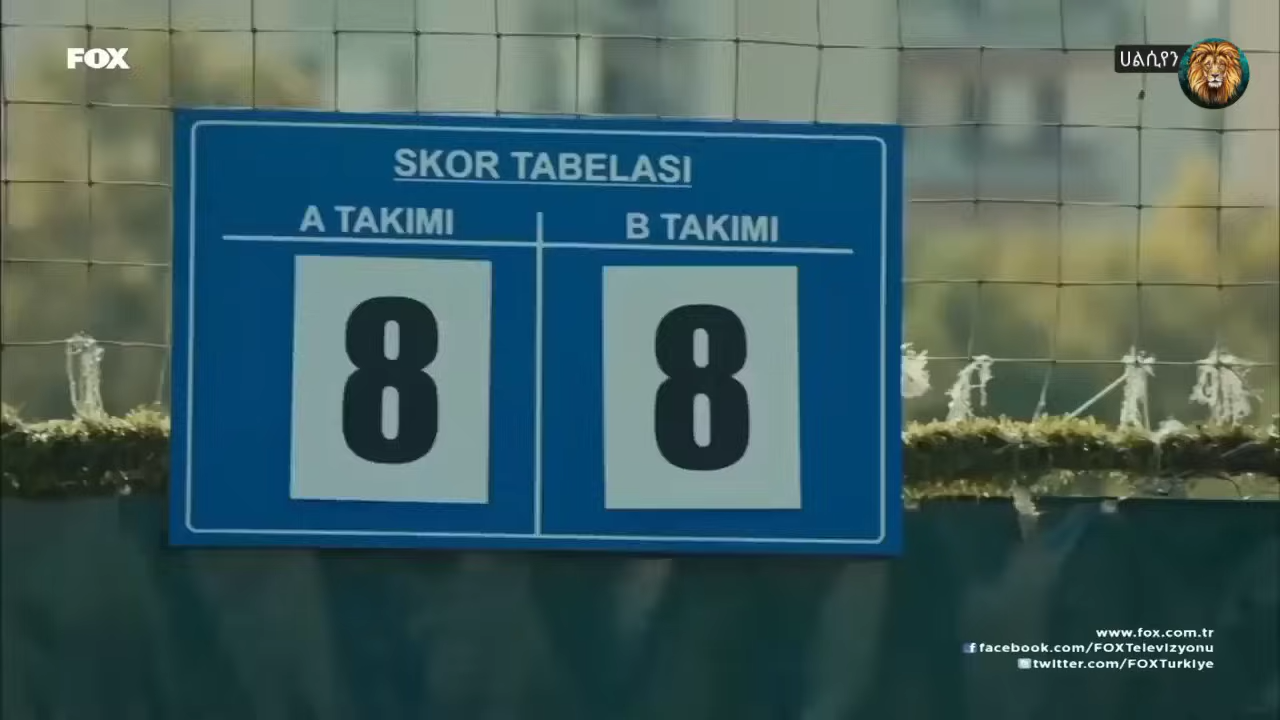 FOX
ሀልሲየን
SKOR TABELASI
A TAKIMI
B TAKIMI
8
8
www.fox.com.tr
facebook.com/FOXTelevizyonu
twitter.com/FOXTurkiye